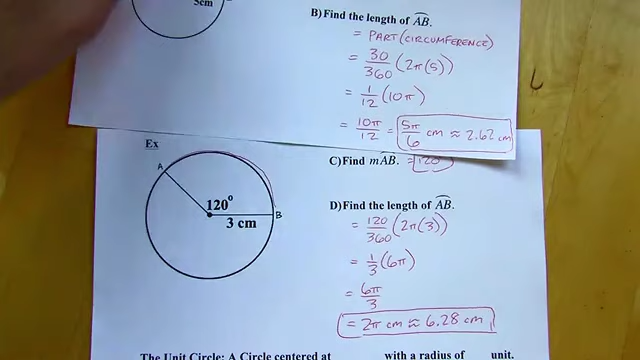 5cm
B) Find the length of AB.
= PART (CIRCUMFERENCE)
= 30/360 (2π(5))
= 1/12 (10π)
= 10π/12 = 5π/6 cm ≈ 2.62 cm
Ex
A
120°
B
3 cm
C) Find mAB. = 120°
D) Find the length of AB.
= 120/360 (2π(3))
= 1/3 (6π)
= 6π/3
= 2π cm ≈ 6.28 cm
The Unit Circle: A Circle centered at ______ with a radius of ___ unit.